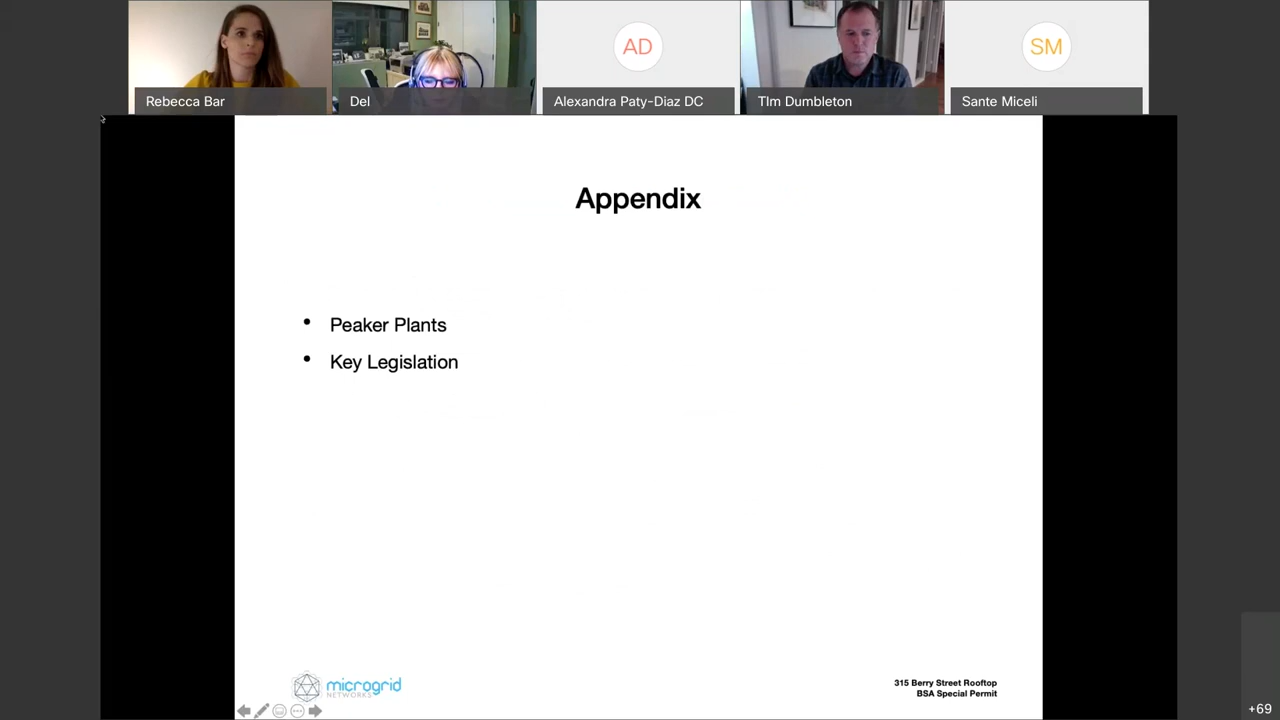 AD
SM
Rebecca Bar
Del
Alexandra Paty-Diaz DC
TIm Dumbleton
Sante Miceli
Appendix
• Peaker Plants
• Key Legislation
microgrid
NETWORKS
315 Berry Street Rooftop
BSA Special Permit
+69